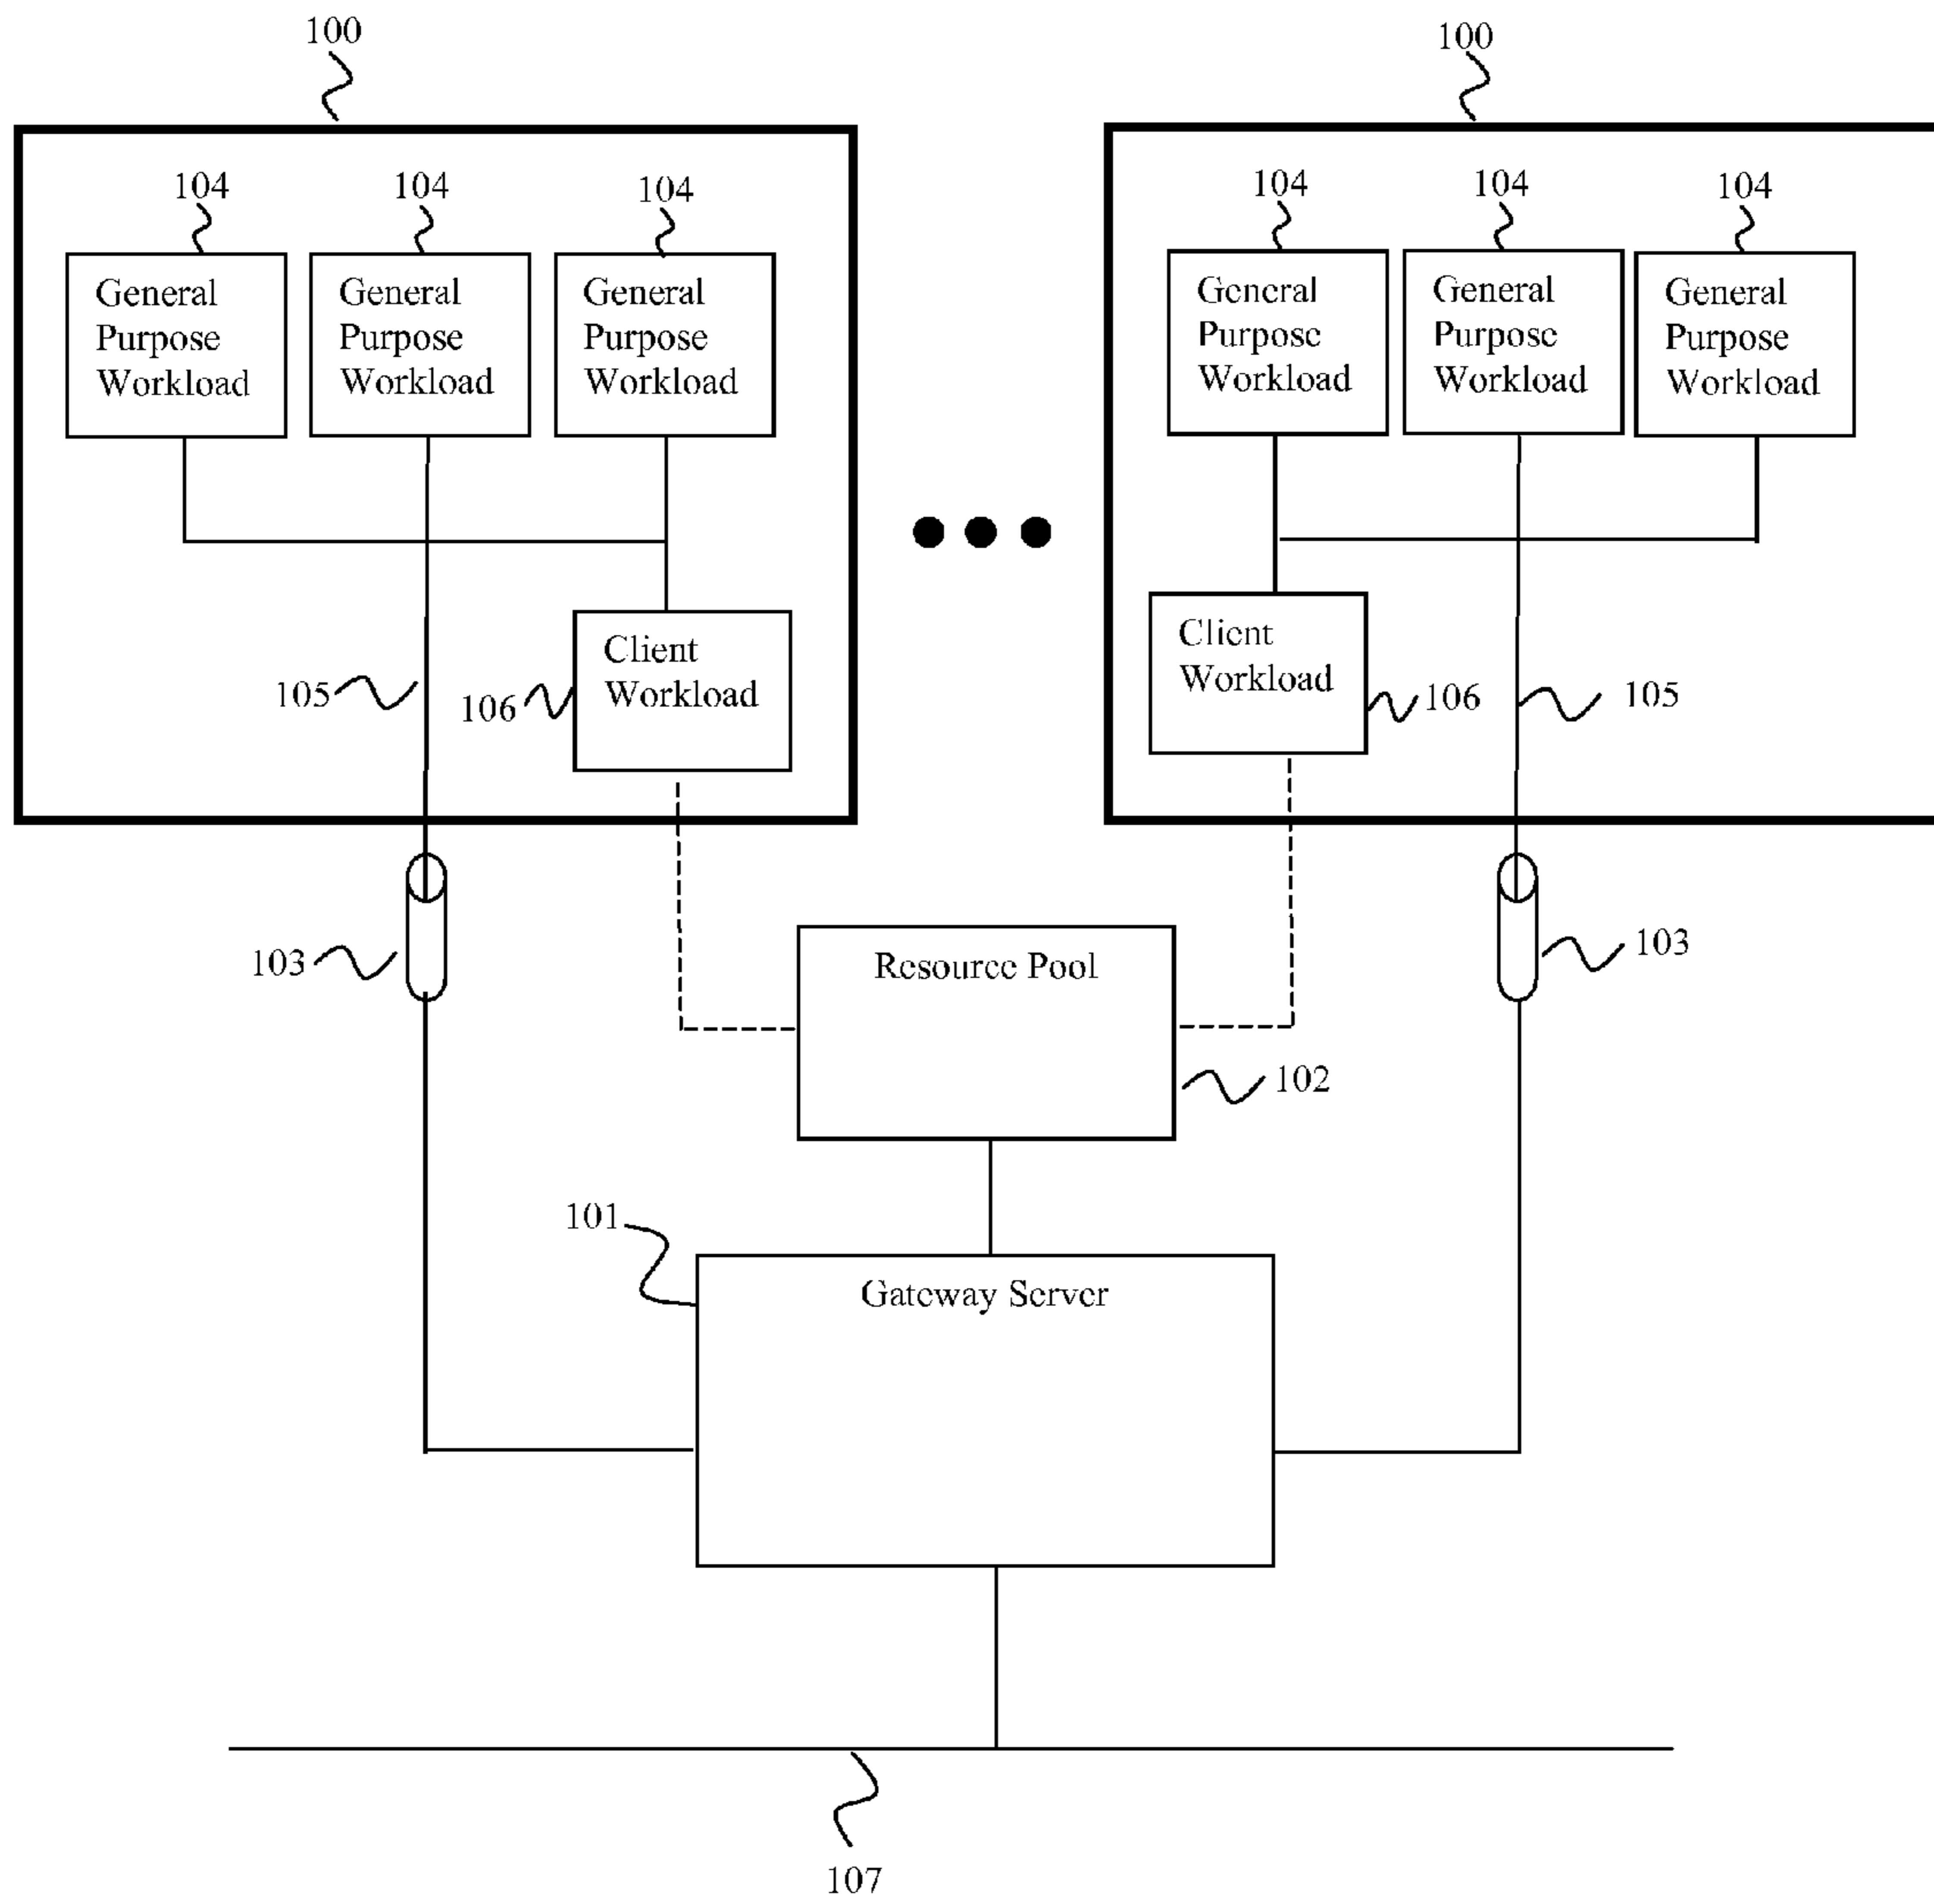 100
100
104
104
104
104
104
104
General
Purpose
Workload
General
Purpose
Workload
General
Purpose
Workload
General
Purpose
Workload
General
Purpose
Workload
General
Purpose
Workload
Client
Workload
Client
Workload
105
106
106
105
103
Resource Pool
103
102
101
Gateway Server
107